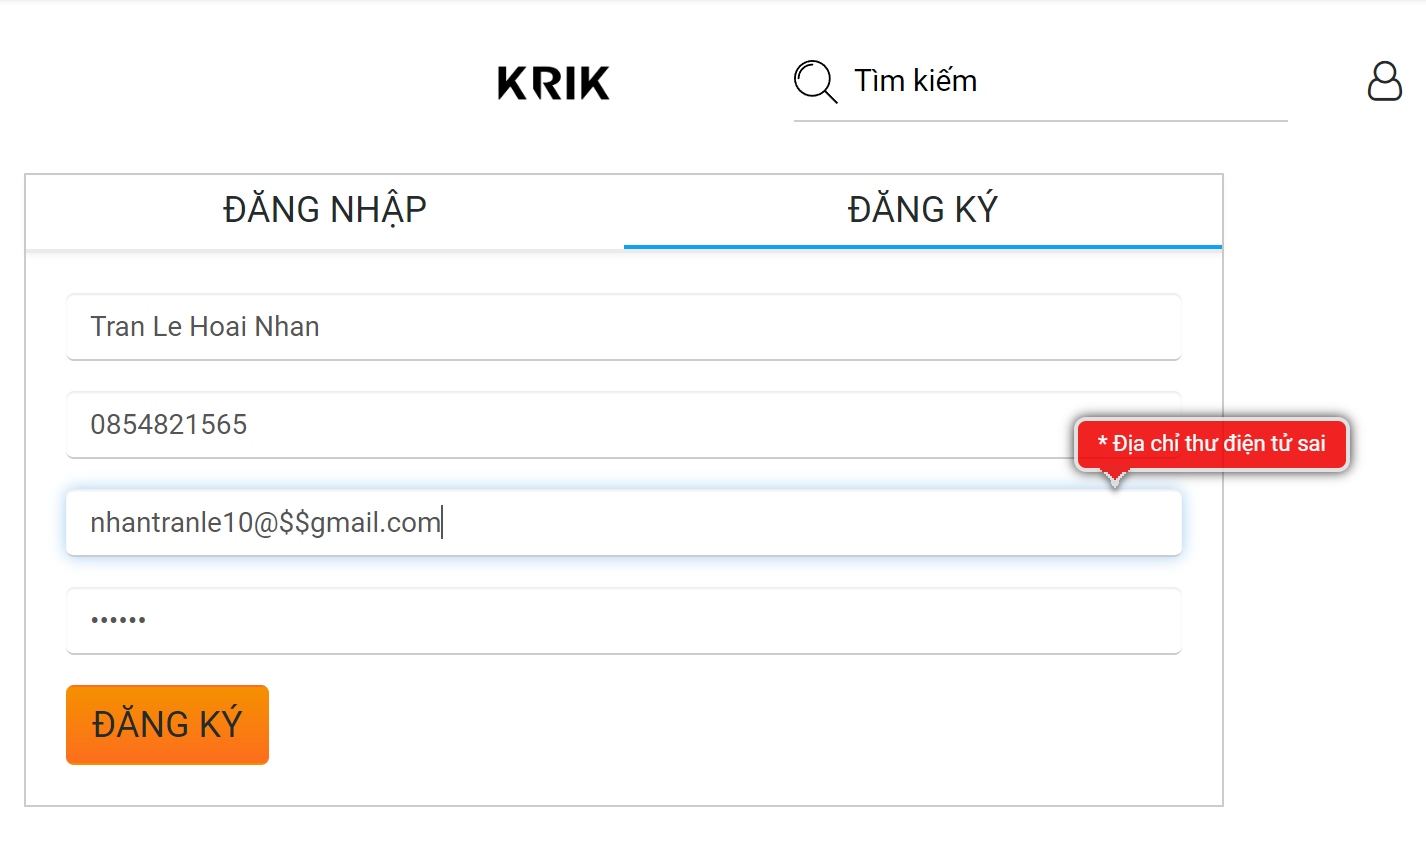 KRIK
Tìm kiếm
ĐĂNG NHẬP
ĐĂNG KÝ
Tran Le Hoai Nhan
0854821565
* Địa chỉ thư điện tử sai
nhantranle10@$$gmail.com
••••••
ĐĂNG KÝ